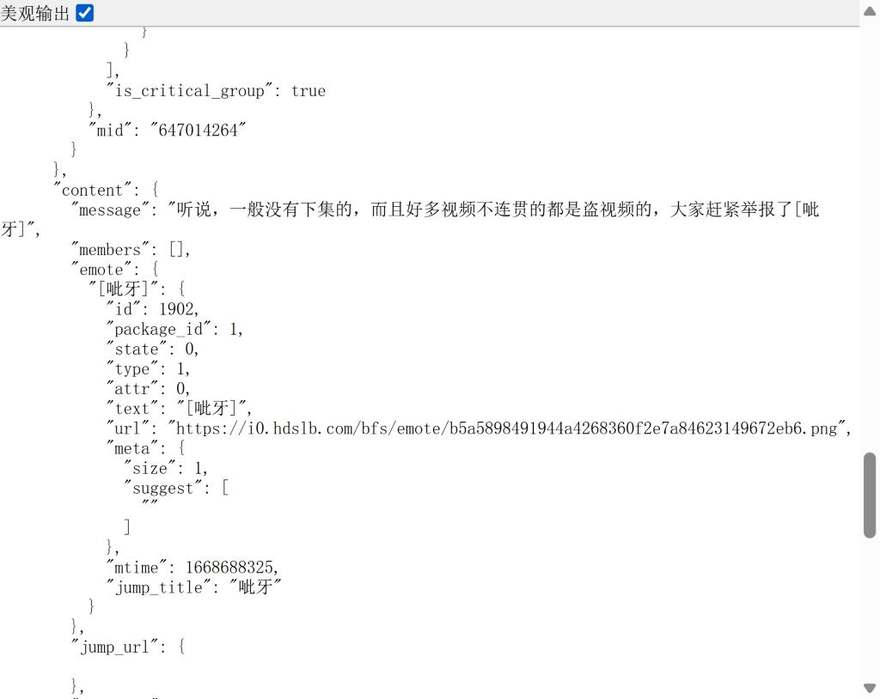 美观输出
}
}
],
"is_critical_group": true
},
"mid": "647014264"
}
},
"content": {
"message": "听说，一般没有下集的，而且好多视频不连贯的都是盗视频的，大家赶紧举报了[呲
牙]",
"members": [],
"emote": {
"[呲牙]": {
"id": 1902,
"package_id": 1,
"state": 0,
"type": 1,
"attr": 0,
"text": "[呲牙]",
"url": "https://i0.hdslb.com/bfs/emote/b5a5898491944a4268360f2e7a84623149672eb6.png",
"meta": {
"size": 1,
"suggest": [
""
]
},
"mtime": 1668688325,
"jump_title": "呲牙"
}
},
"jump_url": {
},